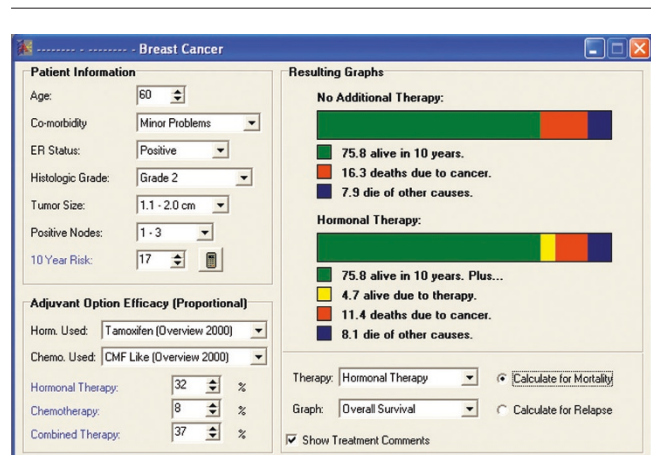 -------- - -------- - Breast Cancer
Patient Information
Age: 60
Co-morbidity Minor Problems
ER Status: Positive
Histologic Grade: Grade 2
Tumor Size: 1.1 - 2.0 cm
Positive Nodes: 1 - 3
10 Year Risk: 17
Adjuvant Option Efficacy (Proportional)
Horm. Used: Tamoxifen (Overview 2000)
Chemo. Used: CMF Like (Overview 2000)
Hormonal Therapy: 32 %
Chemotherapy: 8 %
Combined Therapy: 37 %
Resulting Graphs
No Additional Therapy:
75.8 alive in 10 years.
16.3 deaths due to cancer.
7.9 die of other causes.
Hormonal Therapy:
75.8 alive in 10 years. Plus...
4.7 alive due to therapy.
11.4 deaths due to cancer.
8.1 die of other causes.
Therapy: Hormonal Therapy
Calculate for Mortality
Graph: Overall Survival
Calculate for Relapse
Show Treatment Comments